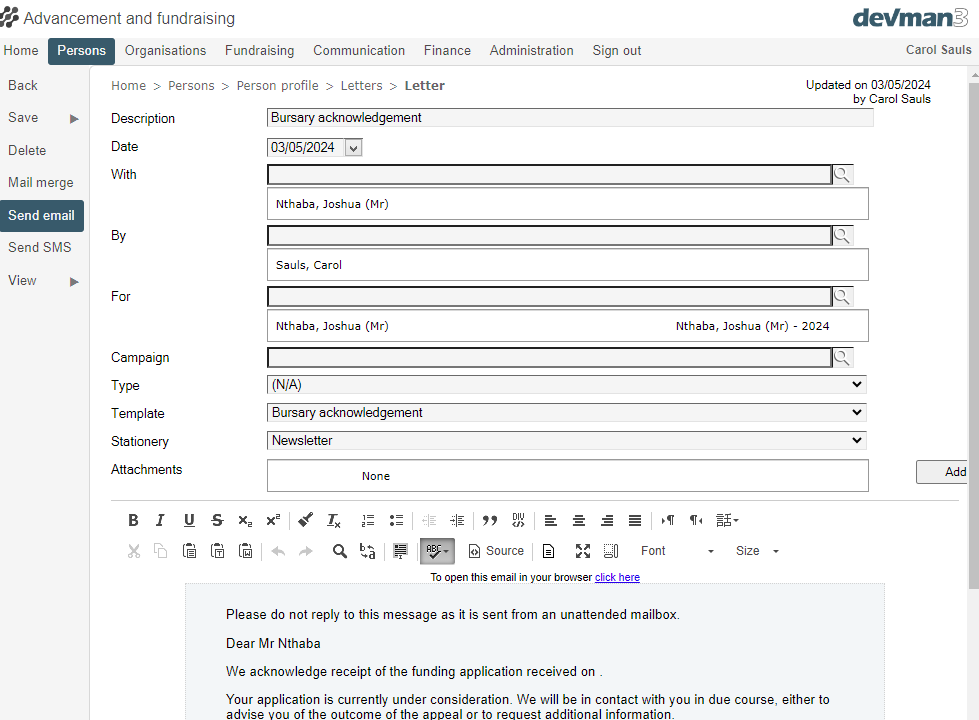 Advancement and fundraising
devman3
Home Persons Organisations Fundraising Communication Finance Administration Sign out Carol Sauls
Back
Save
Delete
Mail merge
Send email
Send SMS
View
Home > Persons > Person profile > Letters > Letter
Updated on 03/05/2024
by Carol Sauls
Description Bursary acknowledgement
Date 03/05/2024
With
Nthaba, Joshua (Mr)
By
Sauls, Carol
For
Nthaba, Joshua (Mr) Nthaba, Joshua (Mr) - 2024
Campaign
Type (N/A)
Template Bursary acknowledgement
Stationery Newsletter
Attachments None Add
B I U S x₂ x² Tx DIV 話
ABC Source Font Size
To open this email in your browser click here
Please do not reply to this message as it is sent from an unattended mailbox.
Dear Mr Nthaba
We acknowledge receipt of the funding application received on .
Your application is currently under consideration. We will be in contact with you in due course, either to
advise you of the outcome of the appeal or to request additional information.